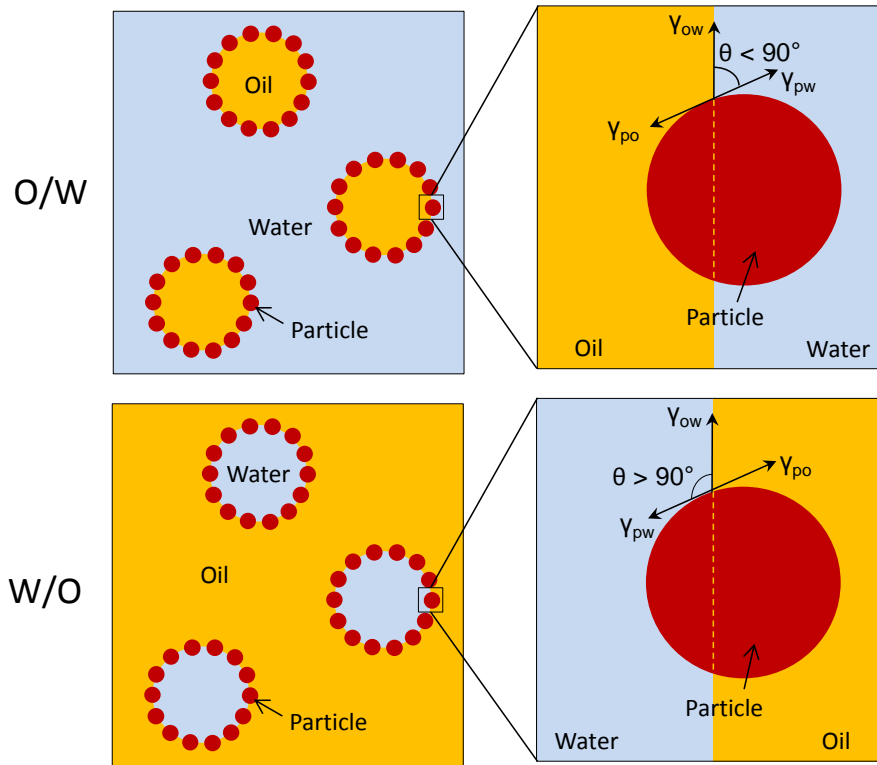 O/W
Oil
Water
Particle
γow
θ < 90°
γpw
γpo
Particle
Oil
Water
W/O
Water
Oil
Particle
γow
θ > 90°
γpo
γpw
Particle
Water
Oil